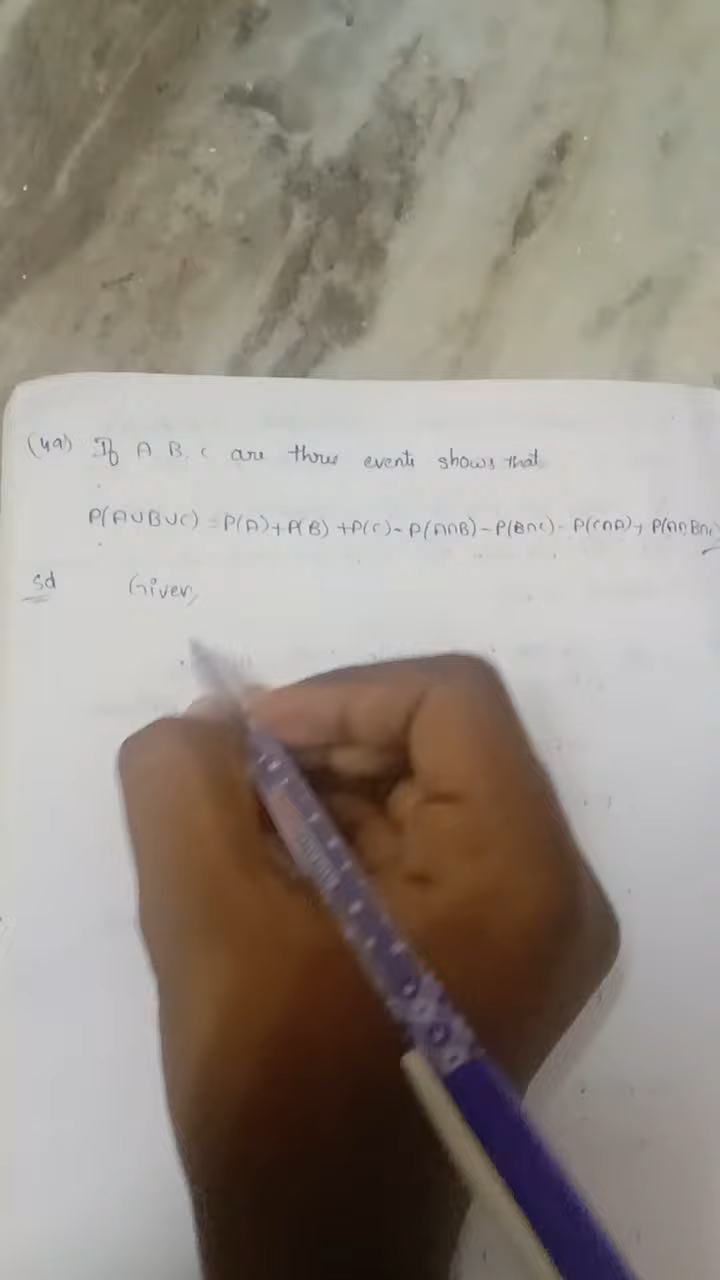 (4a) If A B, C are three events shows that
P(A∪B∪C) = P(A)+P(B)+P(C)-P(A∩B)-P(B∩C)-P(C∩A)+P(A∩B∩C)
Sol Given,